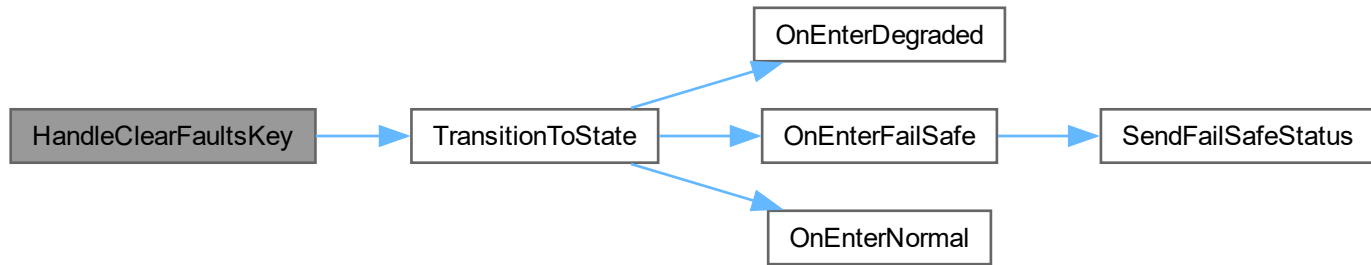 OnEnterDegraded
HandleClearFaultsKey
TransitionToState
OnEnterFailSafe
SendFailSafeStatus
OnEnterNormal